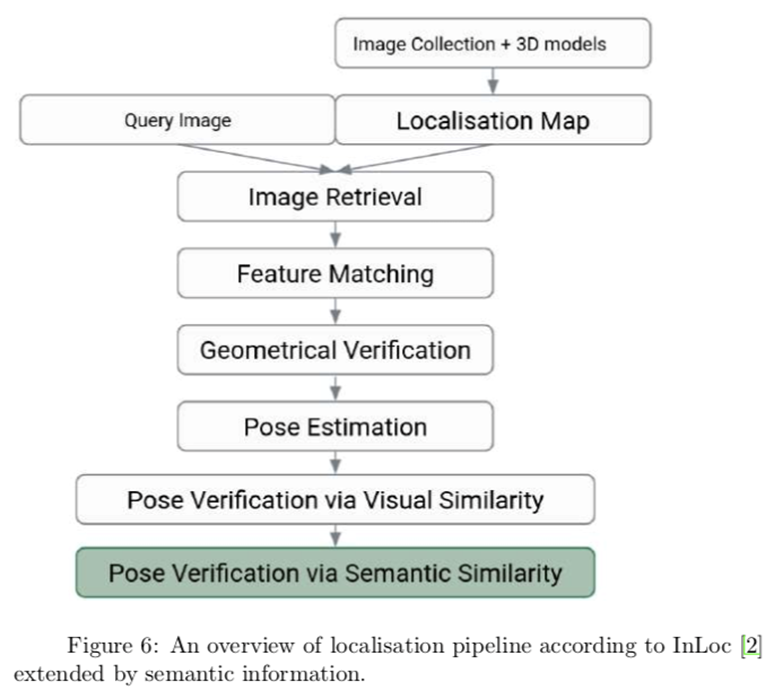 Image Collection + 3D models
Query Image
Localisation Map
Image Retrieval
Feature Matching
Geometrical Verification
Pose Estimation
Pose Verification via Visual Similarity
Pose Verification via Semantic Similarity
Figure 6: An overview of localisation pipeline according to InLoc [2]
extended by semantic information.